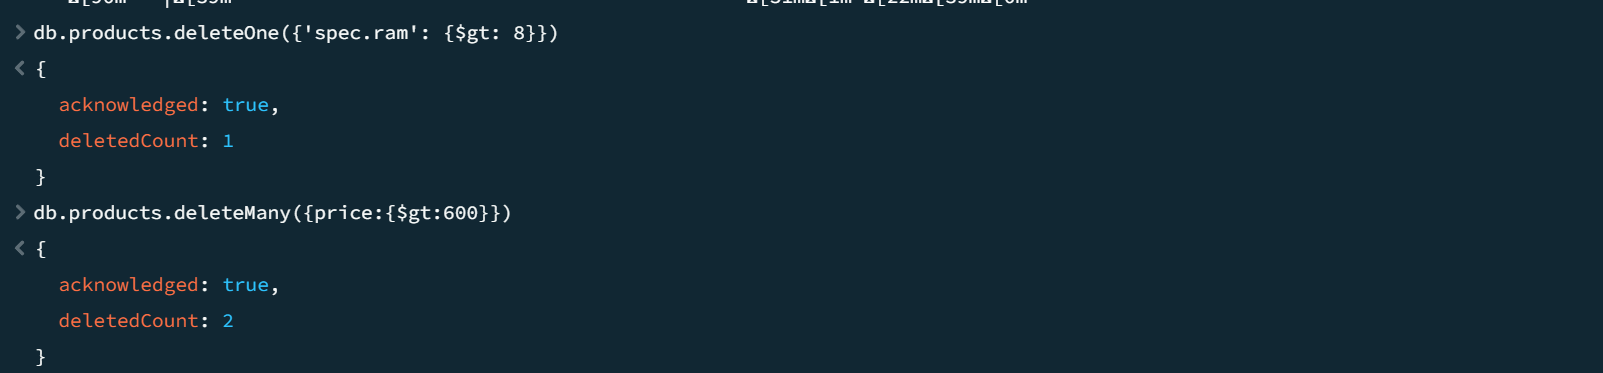 > db.products.deleteOne({'spec.ram': {$gt: 8}})
< {
acknowledged: true,
deletedCount: 1
}
> db.products.deleteMany({price:{$gt:600}})
< {
acknowledged: true,
deletedCount: 2
}